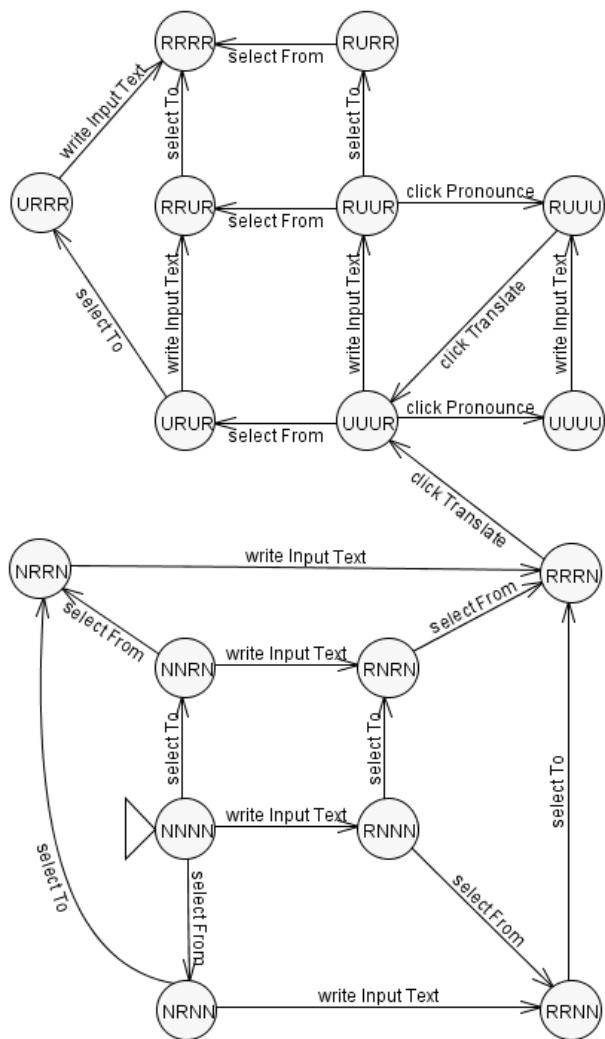 RRRR
select From
RURR
write Input Text
select To
select To
URRR
RRUR
select From
RUUR
click Pronounce
RUUU
select To
write Input Text
write Input Text
click Translate
write Input Text
URUR
select From
UUUR
click Pronounce
UUUU
click Translate
NRRN
write Input Text
RRRN
select From
select From
NNRN
write Input Text
RNRN
select To
select To
select To
select To
NNNN
write Input Text
RNNN
select From
select From
NRNN
write Input Text
RRNN